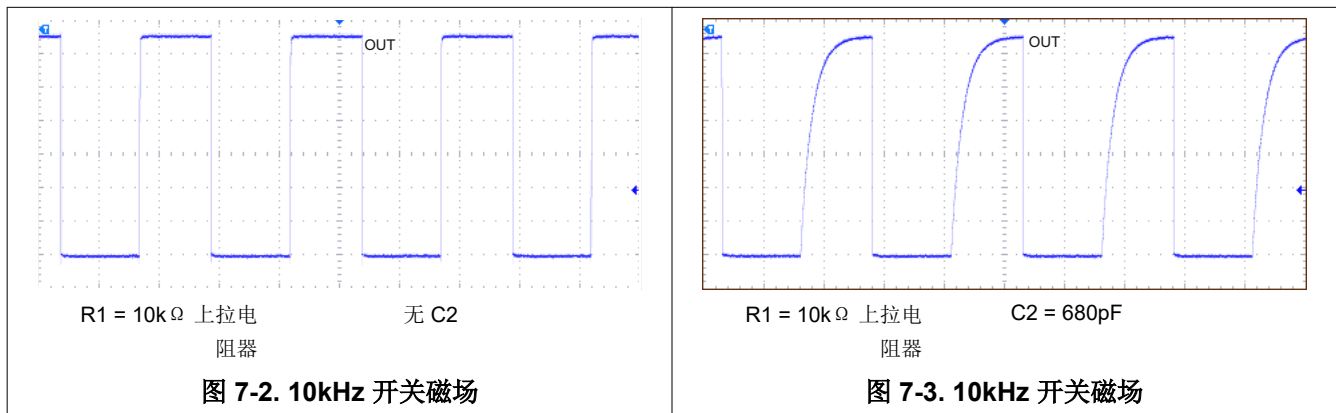 OUT
R1 = 10kΩ 上拉电
阻器
无 C2
图 7-2. 10kHz 开关磁场
OUT
R1 = 10kΩ 上拉电
阻器
C2 = 680pF
图 7-3. 10kHz 开关磁场